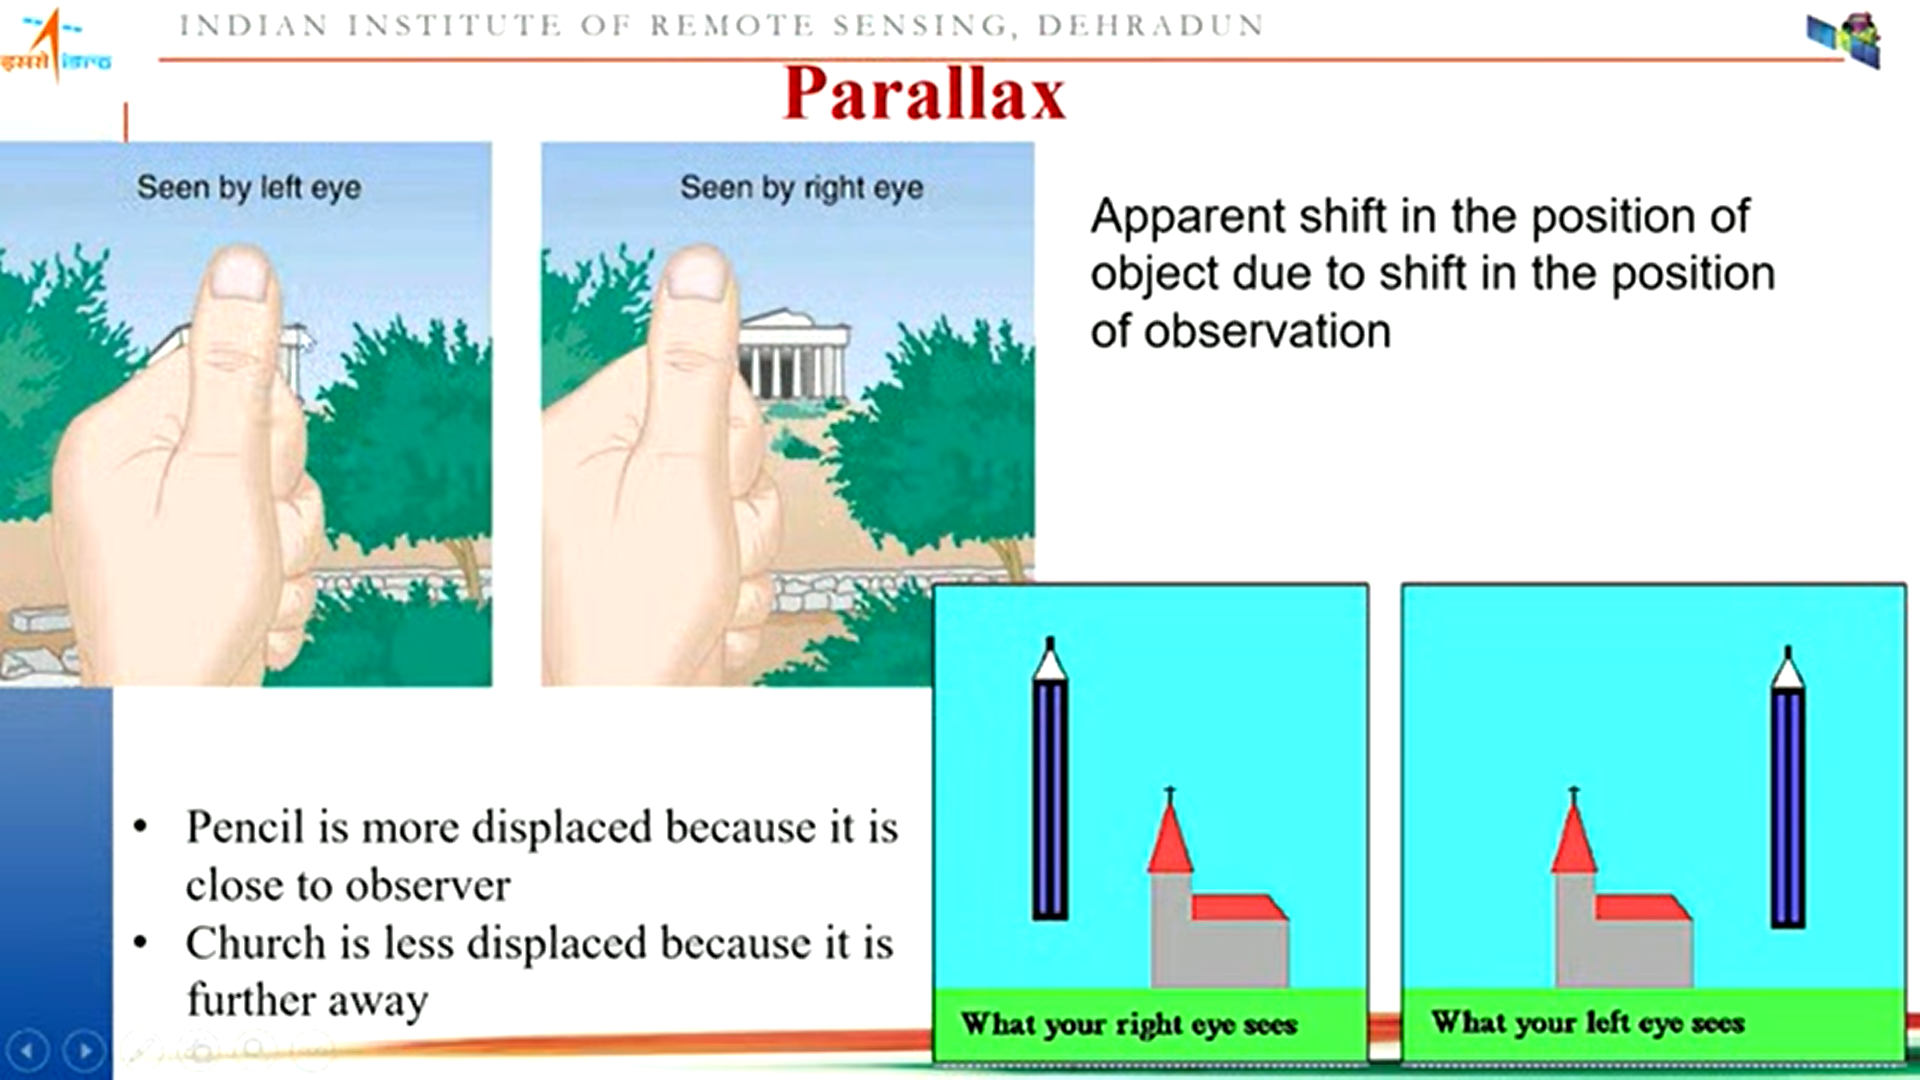 INDIAN INSTITUTE OF REMOTE SENSING, DEHRADUN
इसरो isro
Parallax
Seen by left eye
Seen by right eye
Apparent shift in the position of
object due to shift in the position
of observation
• Pencil is more displaced because it is
close to observer
• Church is less displaced because it is
further away
What your right eye sees
What your left eye sees